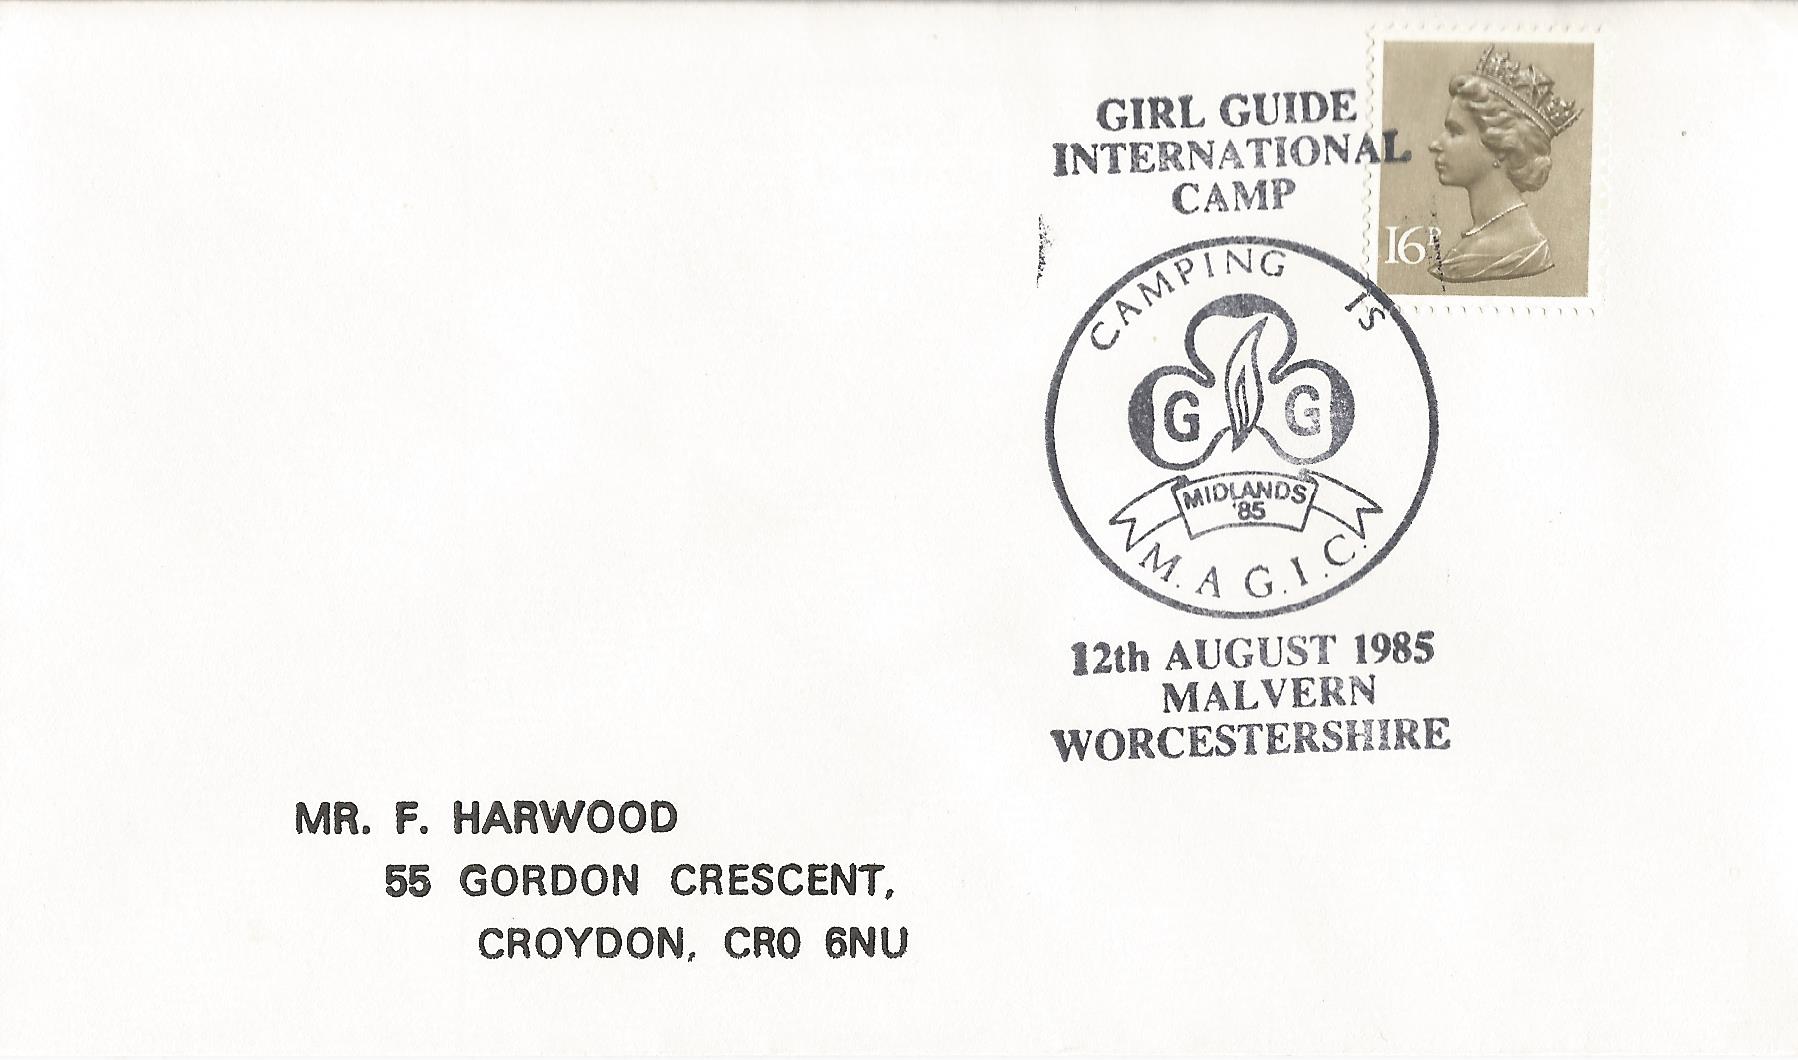 GIRL GUIDE
INTERNATIONAL
CAMP
16P
CAMPING IS
G G
MIDLANDS
'85
M.A G.I.C.
12th AUGUST 1985
MALVERN
WORCESTERSHIRE
MR. F. HARWOOD
55 GORDON CRESCENT,
CROYDON, CR0 6NU